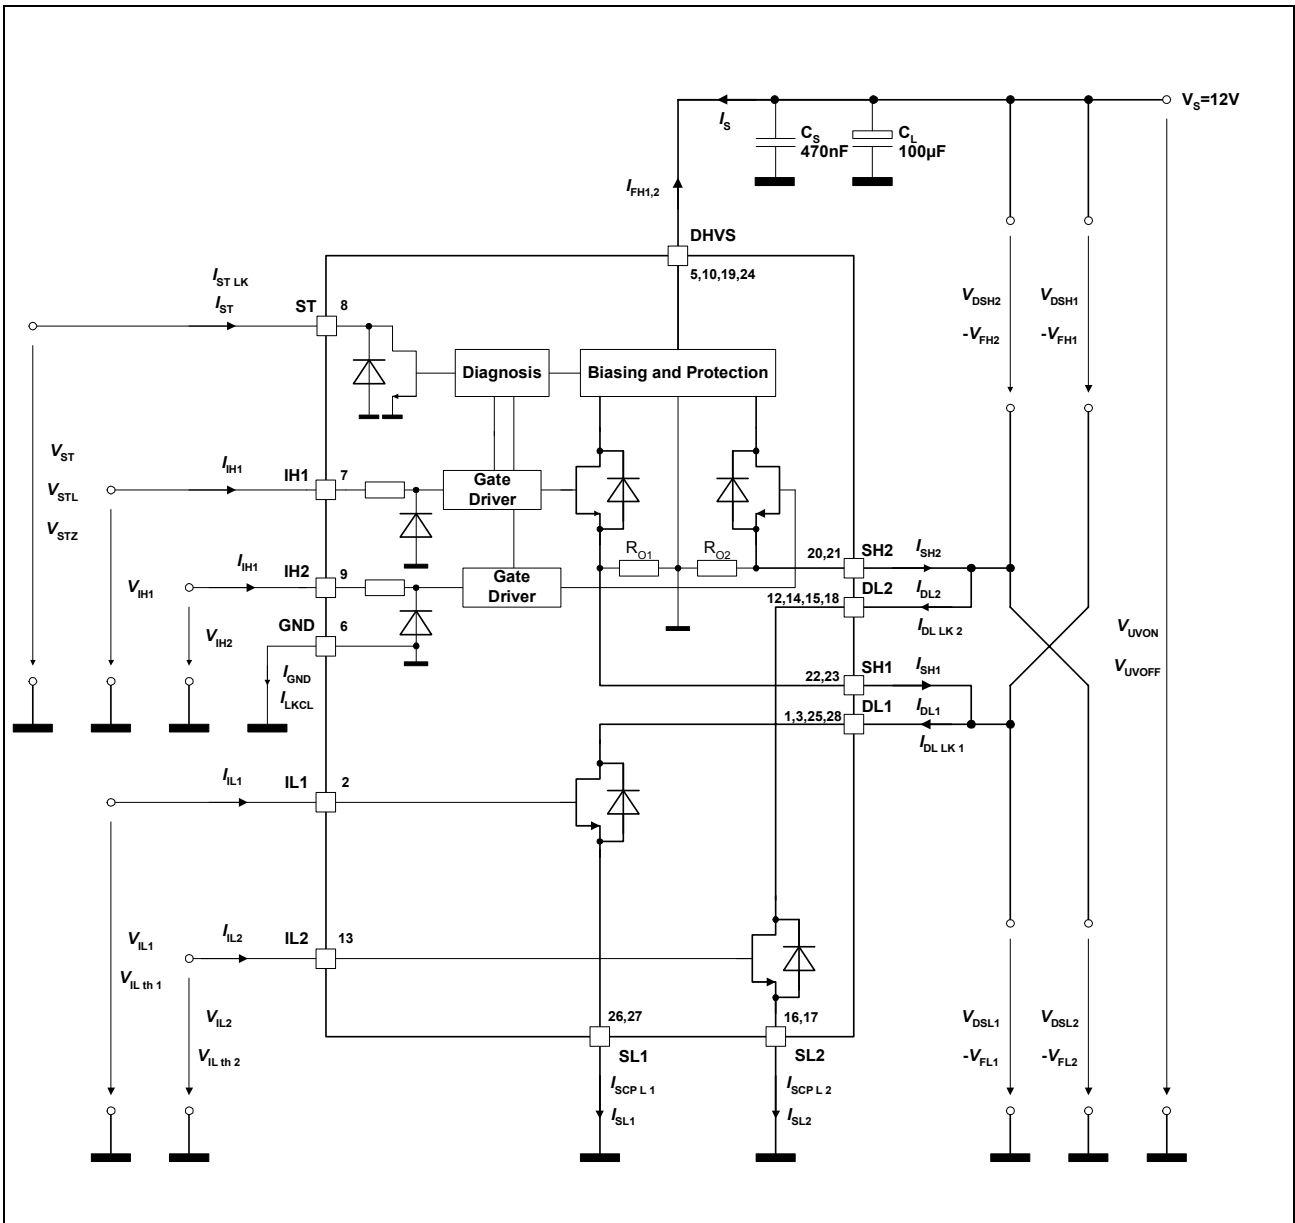 V_S=12V
I_S
C_S
470nF
C_L
100µF
I_FH1,2
DHVS
5,10,19,24
I_ST LK
I_ST
ST
8
V_DSH2
-V_FH2
V_DSH1
-V_FH1
Diagnosis
Biasing and Protection
V_ST
V_STL
V_STZ
I_IH1
IH1
7
Gate
Driver
R_O1
R_O2
20,21
SH2
I_SH2
V_IH1
I_IH1
IH2
9
Gate
Driver
12,14,15,18
DL2
I_DL2
I_DL LK 2
V_IH2
GND
6
I_GND
I_LKCL
V_UVON
V_UVOFF
22,23
SH1
I_SH1
1,3,25,28
DL1
I_DL1
I_DL LK 1
I_IL1
IL1
2
V_IL1
V_IL th 1
I_IL2
IL2
13
V_IL2
V_IL th 2
26,27
SL1
16,17
SL2
V_DSL1
-V_FL1
V_DSL2
-V_FL2
I_SCP L 1
I_SL1
I_SCP L 2
I_SL2